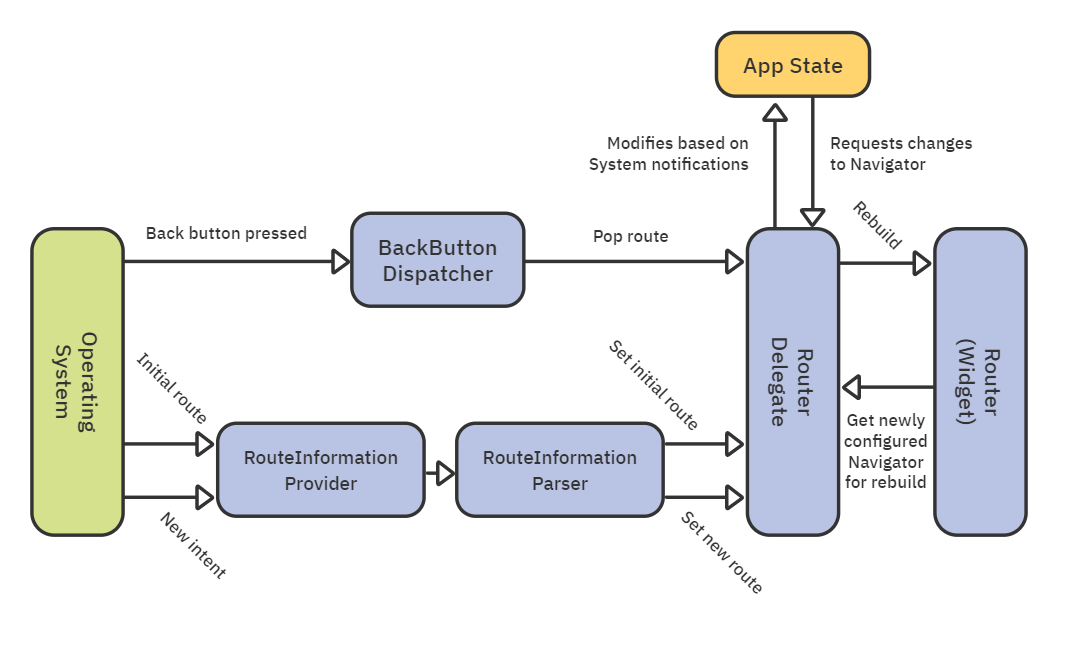 App State
Modifies based on
System notifications
Requests changes
to Navigator
Rebuild
Back button pressed
BackButton
Dispatcher
Pop route
Operating
System
Initial route
New intent
RouteInformation
Provider
RouteInformation
Parser
Set initial route
Set new route
Router
Delegate
Get newly
configured
Navigator
for rebuild
Router
(Widget)